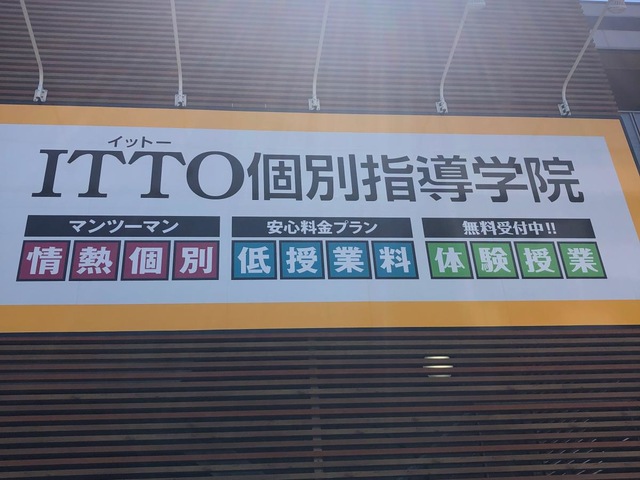 イットー
ITTO個別指導学院
マンツーマン
情熱個別
安心料金プラン
低授業料
無料受付中!!
体験授業